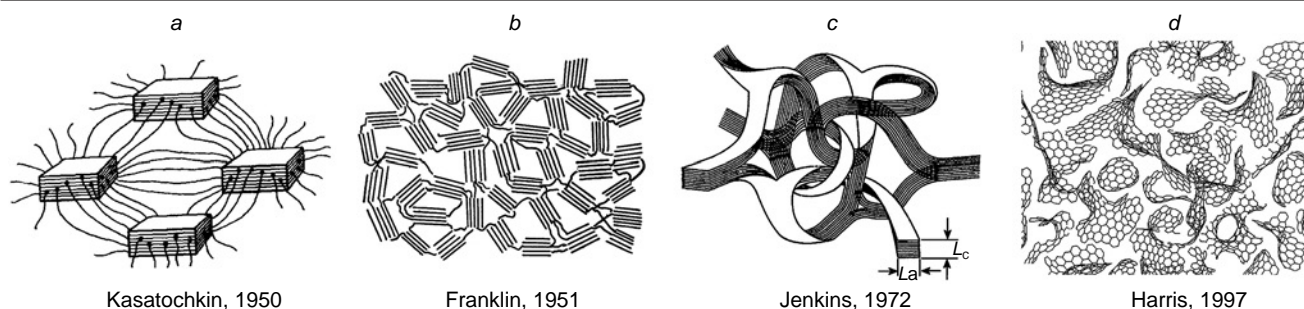 a b c d
Lc
La
Kasatochkin, 1950 Franklin, 1951 Jenkins, 1972 Harris, 1997